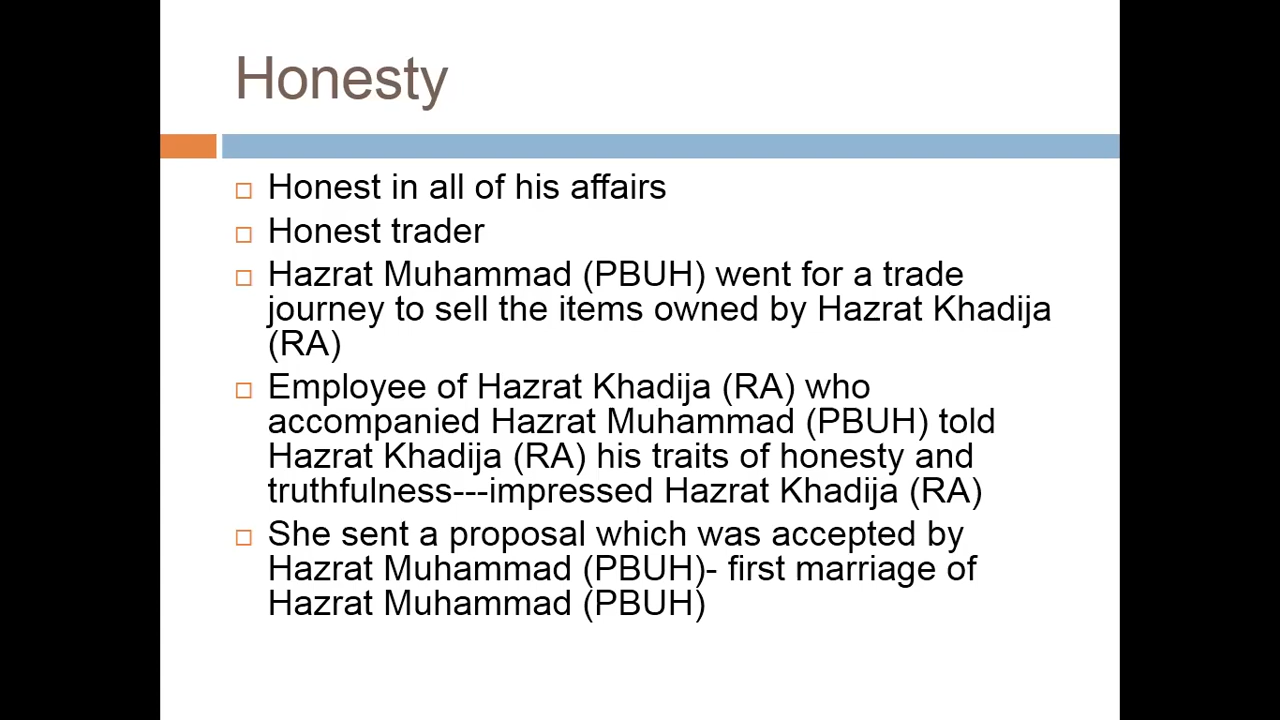 Honesty
Honest in all of his affairs
Honest trader
Hazrat Muhammad (PBUH) went for a trade
journey to sell the items owned by Hazrat Khadija
(RA)
Employee of Hazrat Khadija (RA) who
accompanied Hazrat Muhammad (PBUH) told
Hazrat Khadija (RA) his traits of honesty and
truthfulness---impressed Hazrat Khadija (RA)
She sent a proposal which was accepted by
Hazrat Muhammad (PBUH)- first marriage of
Hazrat Muhammad (PBUH)